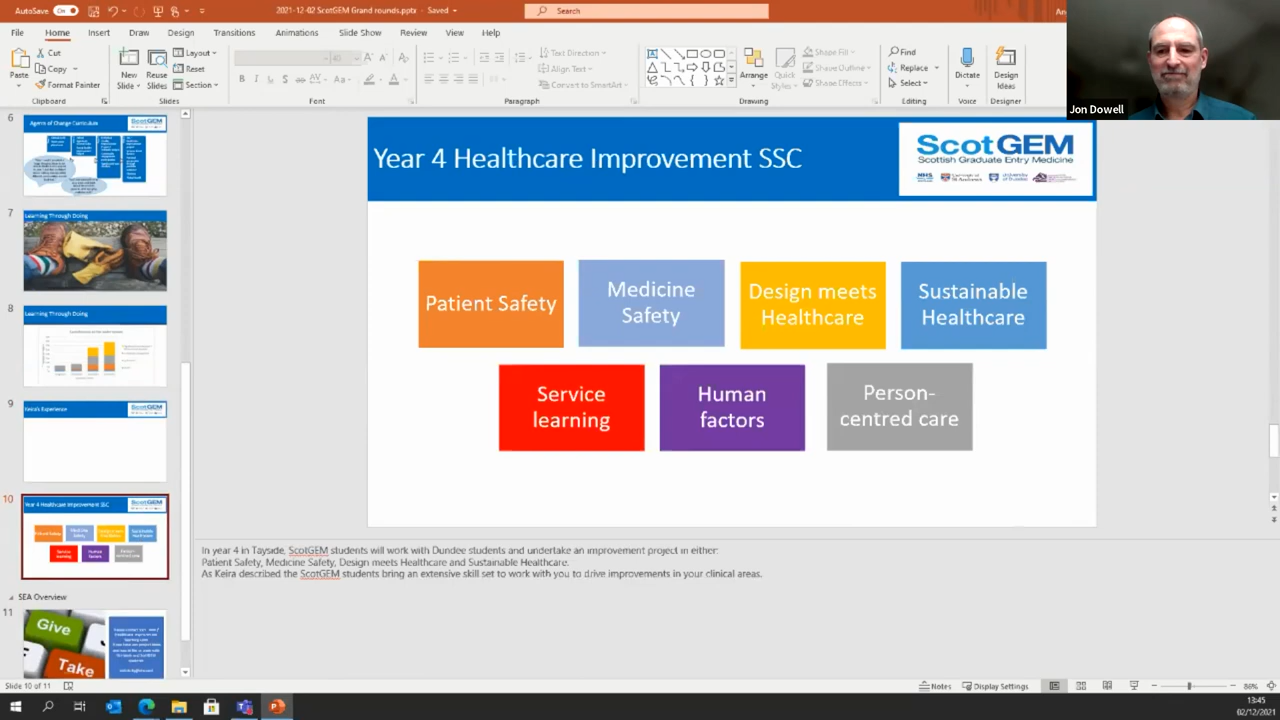 AutoSave On
2021-12-02 ScotGEM Grand rounds.pptx - Saved
Search
Jon Dowell
File Home Insert Draw Design Transitions Animations Slide Show Review View Help
Paste
Cut
Copy
Format Painter
Clipboard
New Slide
Reuse Slides
Layout
Reset
Section
Slides
Font
Text Direction
Align Text
Convert to SmartArt
Paragraph
Arrange
Quick Styles
Shape Fill
Shape Outline
Shape Effects
Drawing
Find
Replace
Select
Editing
Dictate
Voice
Design Ideas
Designer
6
Agents of Change Curriculum
ScotGEM
7
Learning Through Doing
8
Learning Through Doing
9
Keira's Experience
ScotGEM
10
Year 4 Healthcare Improvement SSC
ScotGEM
SEA Overview
11
Give
Take
Year 4 Healthcare Improvement SSC
ScotGEM
Scottish Graduate Entry Medicine
NHS
Patient Safety
Medicine
Safety
Design meets
Healthcare
Sustainable
Healthcare
Service
learning
Human
factors
Person-
centred care
In year 4 in Tayside, ScotGEM students will work with Dundee students and undertake an improvement project in either:
Patient Safety, Medicine Safety, Design meets Healthcare and Sustainable Healthcare.
As Keira described the ScotGEM students bring an extensive skill set to work with you to drive improvements in your clinical areas.
Slide 10 of 11
Notes
Display Settings
86%
13:45
02/12/2021